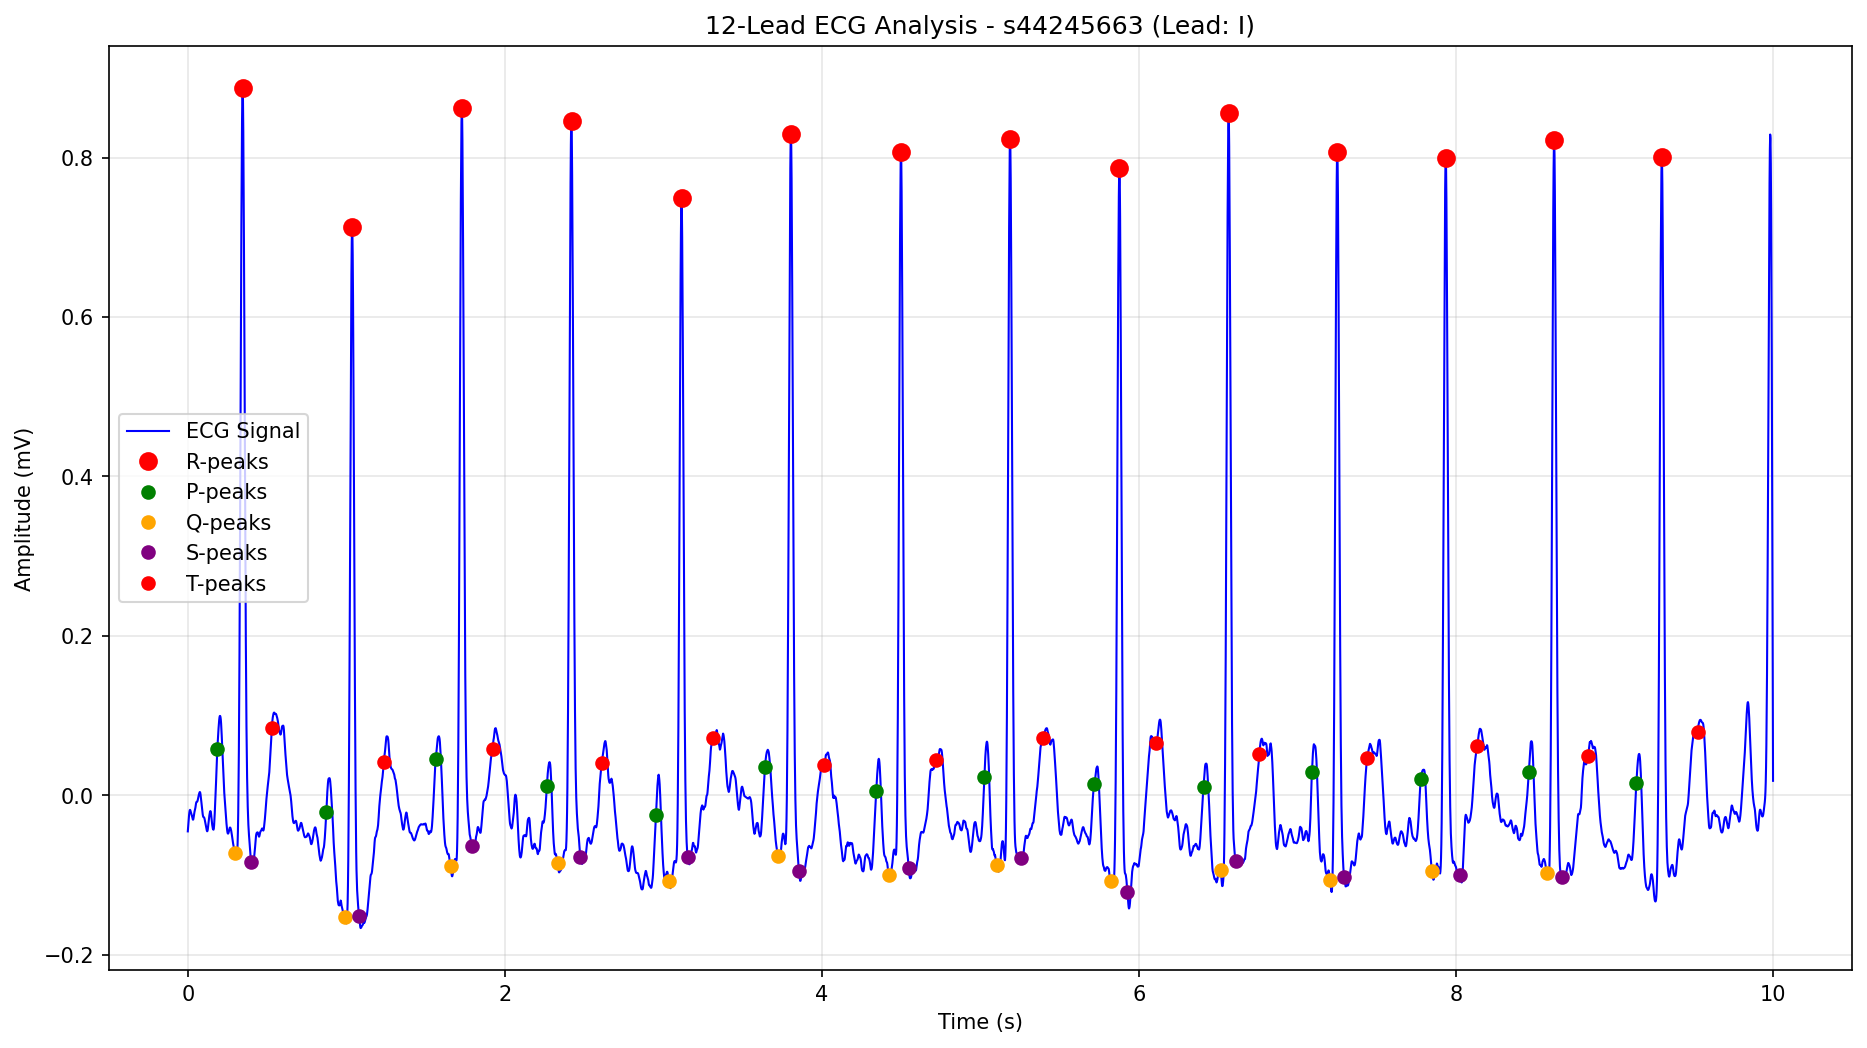 12-Lead ECG Analysis - s44245663 (Lead: I)
Amplitude (mV)
0.8
0.6
0.4
0.2
0.0
−0.2
ECG Signal
R-peaks
P-peaks
Q-peaks
S-peaks
T-peaks
0 2 4 6 8 10
Time (s)